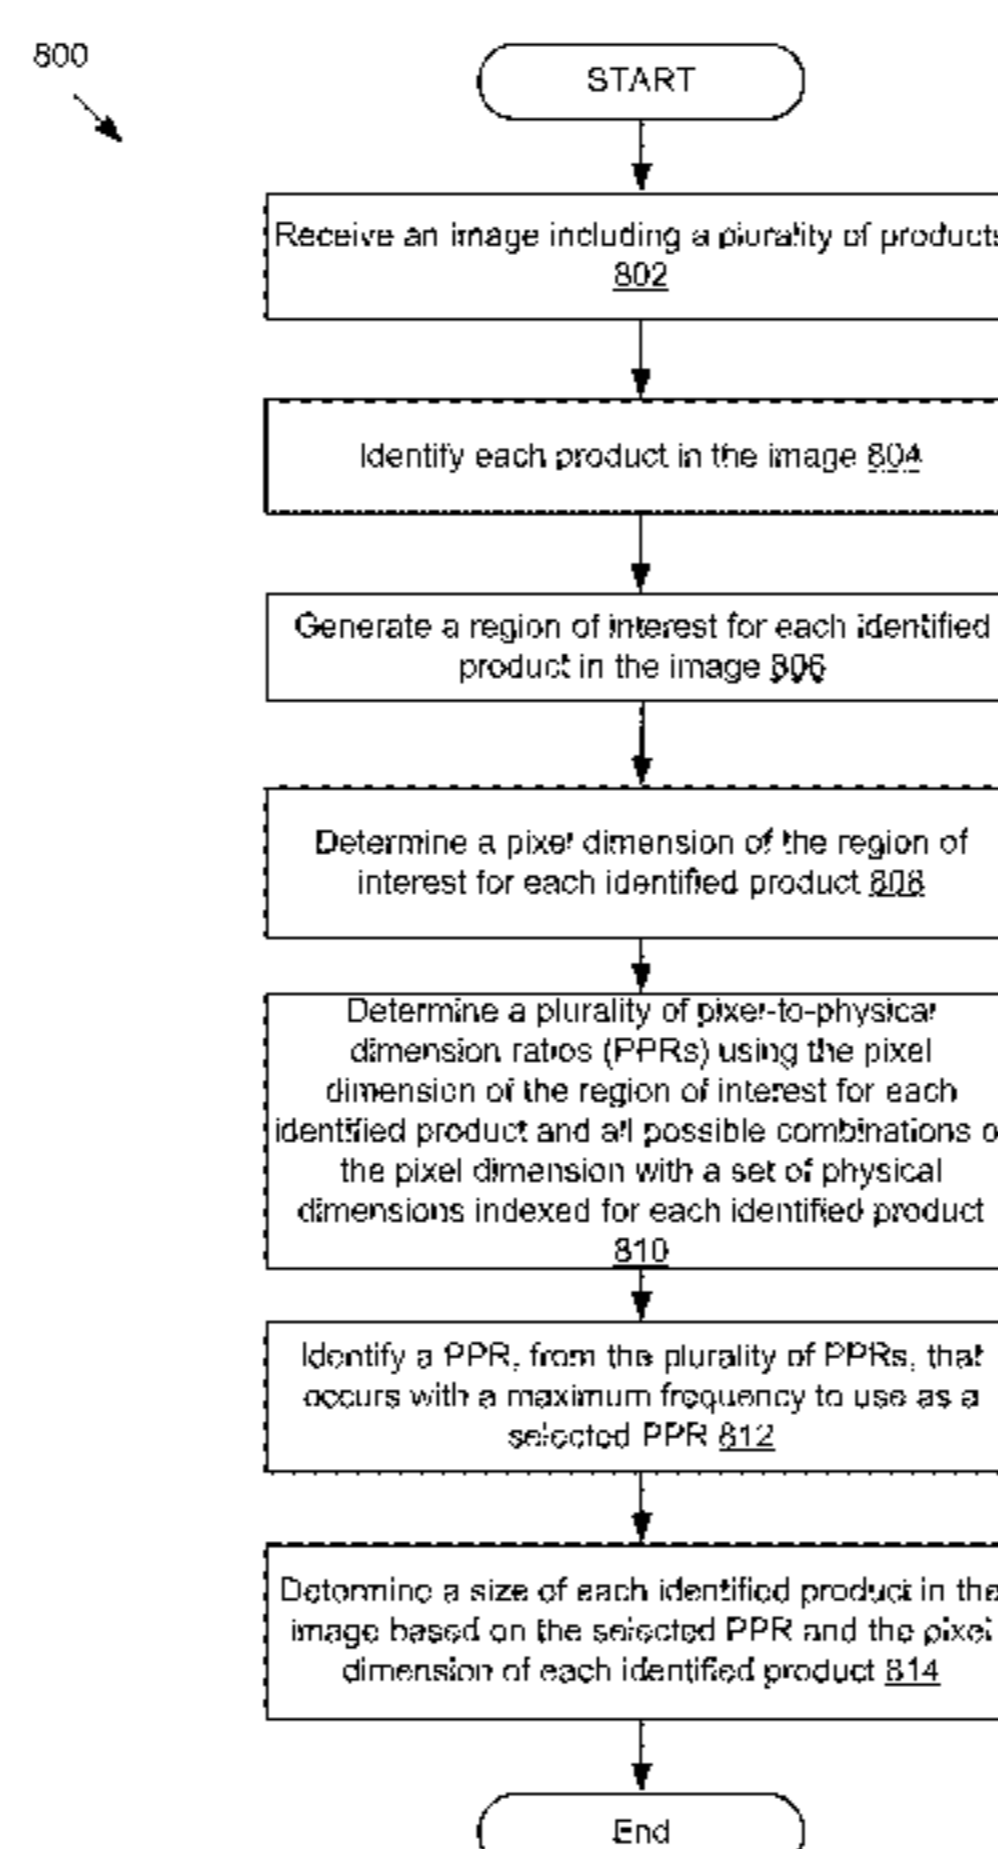 800
START
Receive an image including a plurality of products
802
Identify each product in the image 804
Generate a region of interest for each identified
product in the image 806
Determine a pixel dimension of the region of
interest for each identified product 808
Determine a plurality of pixel-to-physical
dimension ratios (PPRs) using the pixel
dimension of the region of interest for each
identified product and all possible combinations o
the pixel dimension with a set of physical
dimensions indexed for each identified product
810
Identify a PPR, from the plurality of PPRs, that
occurs with a maximum frequency to use as a
selected PPR 812
Determine a size of each identified product in the
image based on the selected PPR and the pixel
dimension of each identified product 814
End